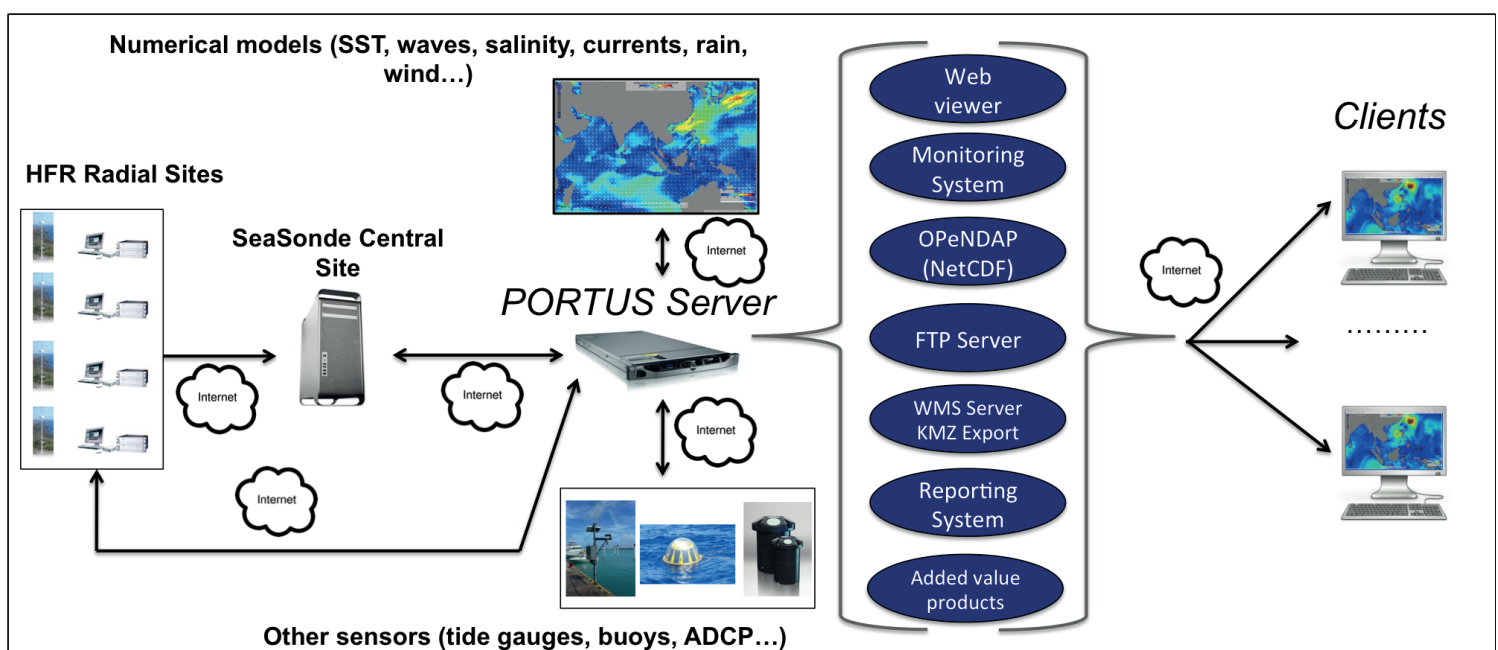 Numerical models (SST, waves, salinity, currents, rain,
wind…)
HFR Radial Sites
SeaSonde Central
Site
Internet
PORTUS Server
Internet
Internet
Internet
Internet
Other sensors (tide gauges, buoys, ADCP…)
Web
viewer
Monitoring
System
OPeNDAP
(NetCDF)
FTP Server
WMS Server
KMZ Export
Reporting
System
Added value
products
Clients
Internet
………